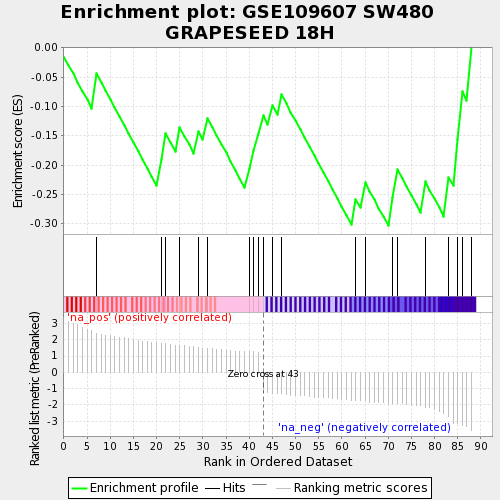 Enrichment plot: GSE109607 SW480
GRAPESEED 18H
Enrichment score (ES)
0.00
-0.05
-0.10
-0.15
-0.20
-0.25
-0.30
'na_pos' (positively correlated)
Ranked list metric (PreRanked)
3
2
1
0
-1
-2
-3
Zero cross at 43
'na_neg' (negatively correlated)
0 5 10 15 20 25 30 35 40 45 50 55 60 65 70 75 80 85 90
Rank in Ordered Dataset
Enrichment profile Hits Ranking metric scores